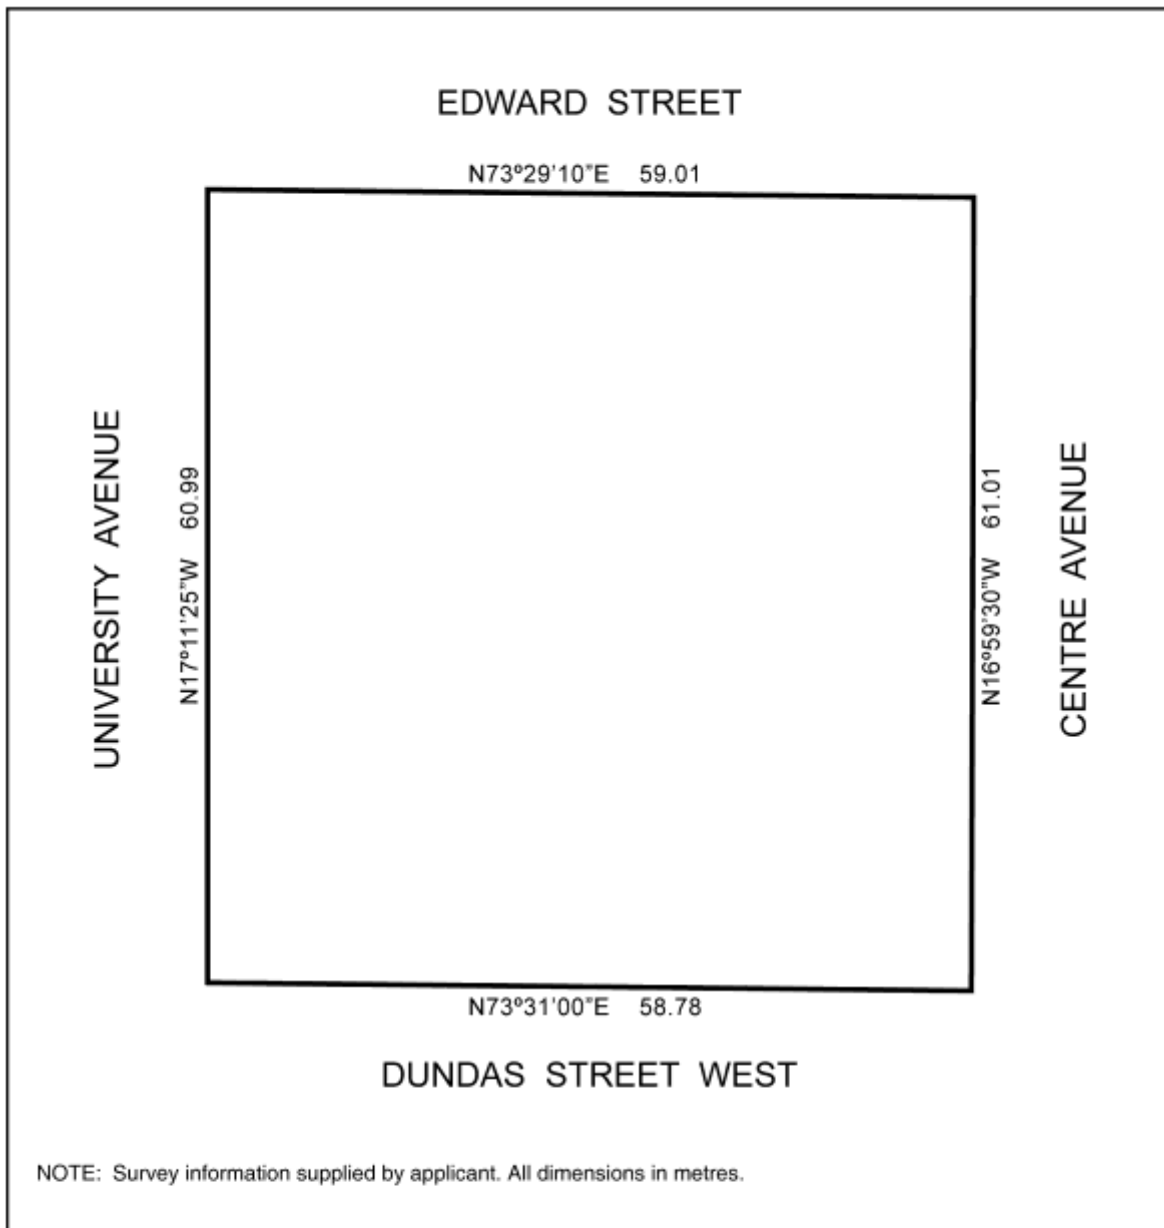 EDWARD STREET
N73º29'10"E 59.01
UNIVERSITY AVENUE
N17º11'25"W 60.99
N16º59'30"W 61.01
CENTRE AVENUE
N73º31'00"E 58.78
DUNDAS STREET WEST
NOTE: Survey information supplied by applicant. All dimensions in metres.